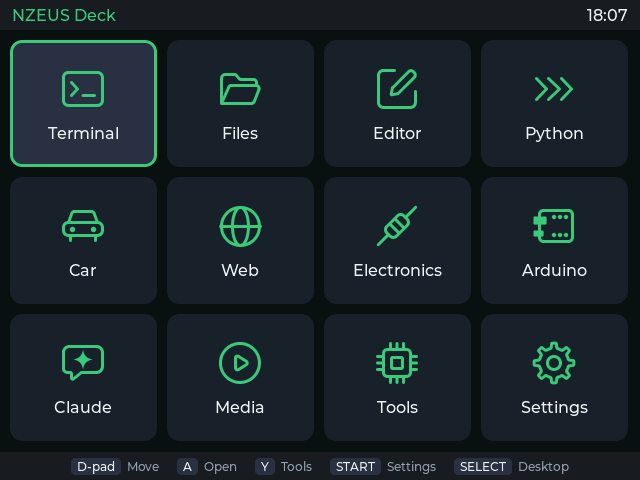 NZEUS Deck 18:07
Terminal Files Editor Python
Car Web Electronics Arduino
Claude Media Tools Settings
D-pad Move A Open Y Tools START Settings SELECT Desktop